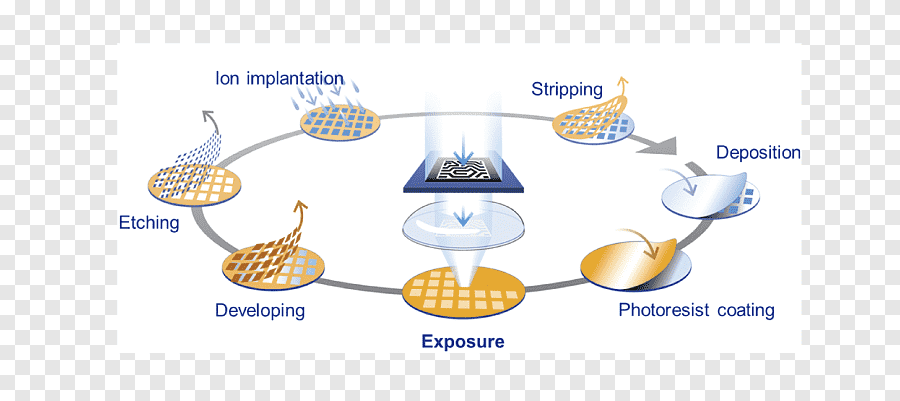 Ion implantation
Stripping
Deposition
Etching
Developing
Photoresist coating
Exposure